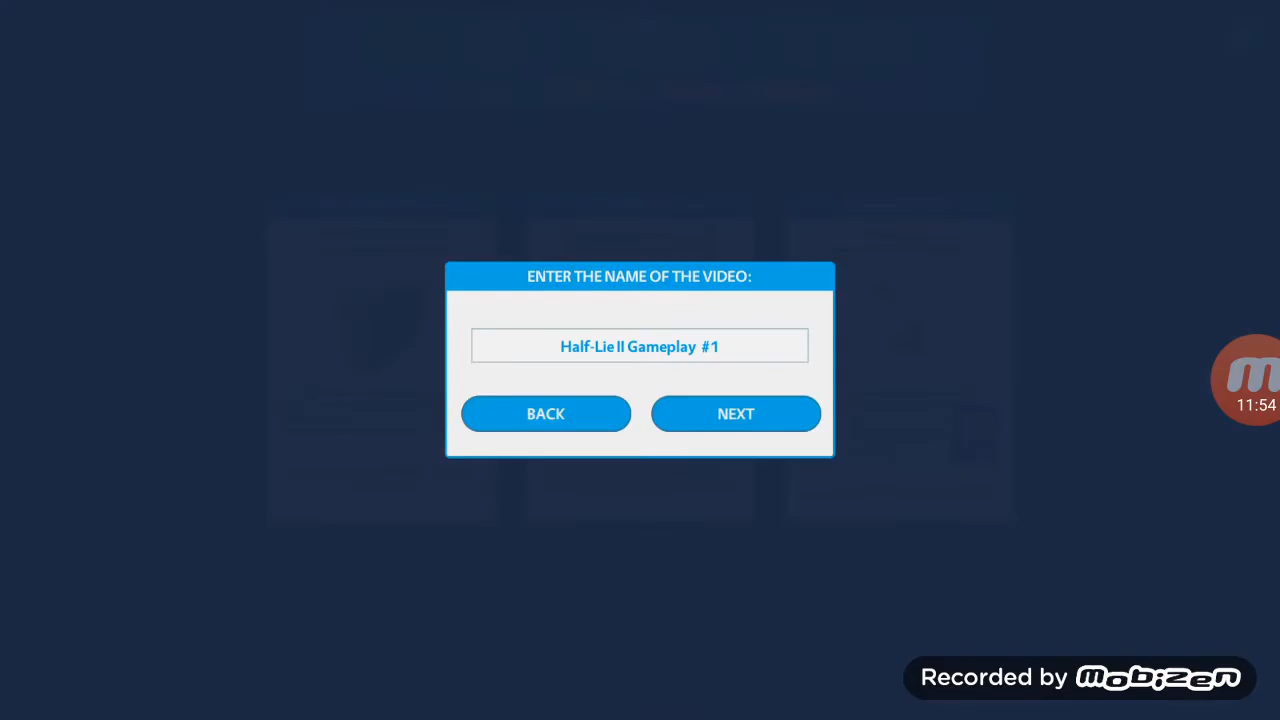 ENTER THE NAME OF THE VIDEO:
Half-Lie II Gameplay #1
BACK
NEXT
11:54
Recorded by mobizen